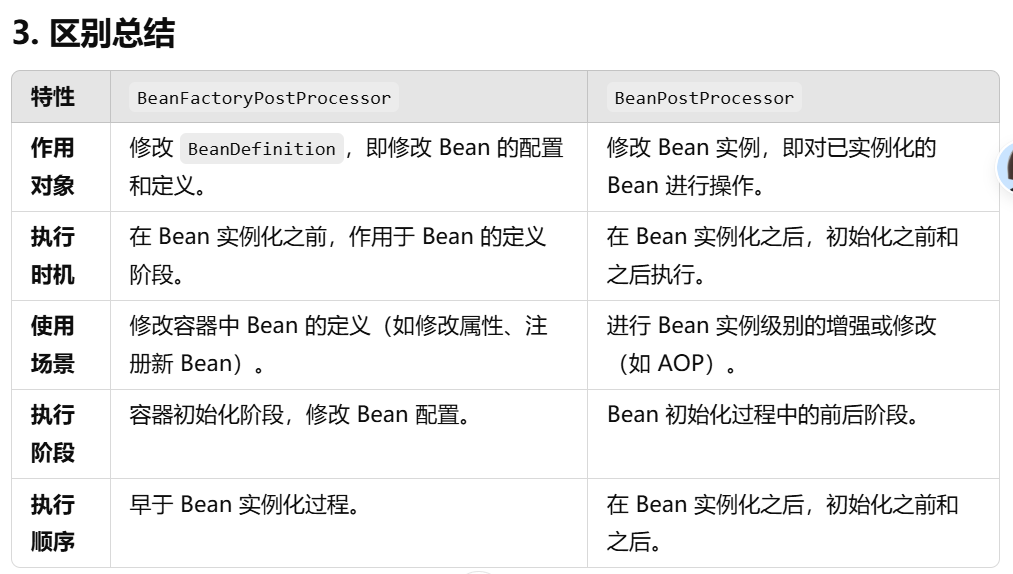 3. 区别总结
特性 BeanFactoryPostProcessor BeanPostProcessor
作用 修改 BeanDefinition，即修改 Bean 的配置 修改 Bean 实例，即对已实例化的
对象 和定义。 Bean 进行操作。
执行 在 Bean 实例化之前，作用于 Bean 的定义 在 Bean 实例化之后，初始化之前和
时机 阶段。 之后执行。
使用 修改容器中 Bean 的定义（如修改属性、注 进行 Bean 实例级别的增强或修改
场景 册新 Bean）。 （如 AOP）。
执行 容器初始化阶段，修改 Bean 配置。 Bean 初始化过程中的前后阶段。
阶段
执行 早于 Bean 实例化过程。 在 Bean 实例化之后，初始化之前和
顺序 之后。